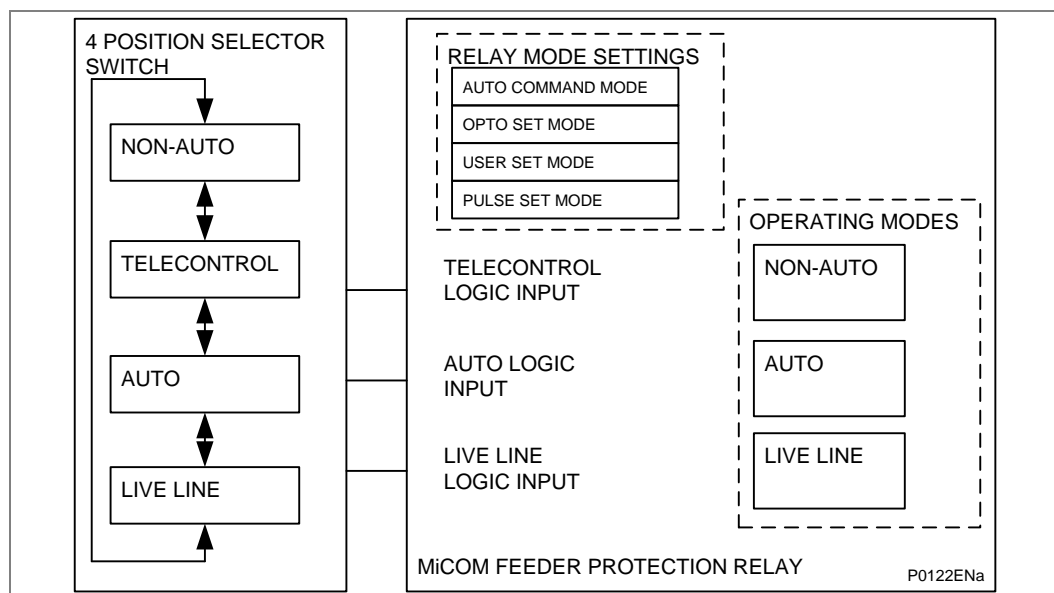 4 POSITION SELECTOR
SWITCH
NON-AUTO
TELECONTROL
AUTO
LIVE LINE
RELAY MODE SETTINGS
AUTO COMMAND MODE
OPTO SET MODE
USER SET MODE
PULSE SET MODE
TELECONTROL
LOGIC INPUT
AUTO LOGIC
INPUT
LIVE LINE
LOGIC INPUT
OPERATING MODES
NON-AUTO
AUTO
LIVE LINE
MiCOM FEEDER PROTECTION RELAY
P0122ENa